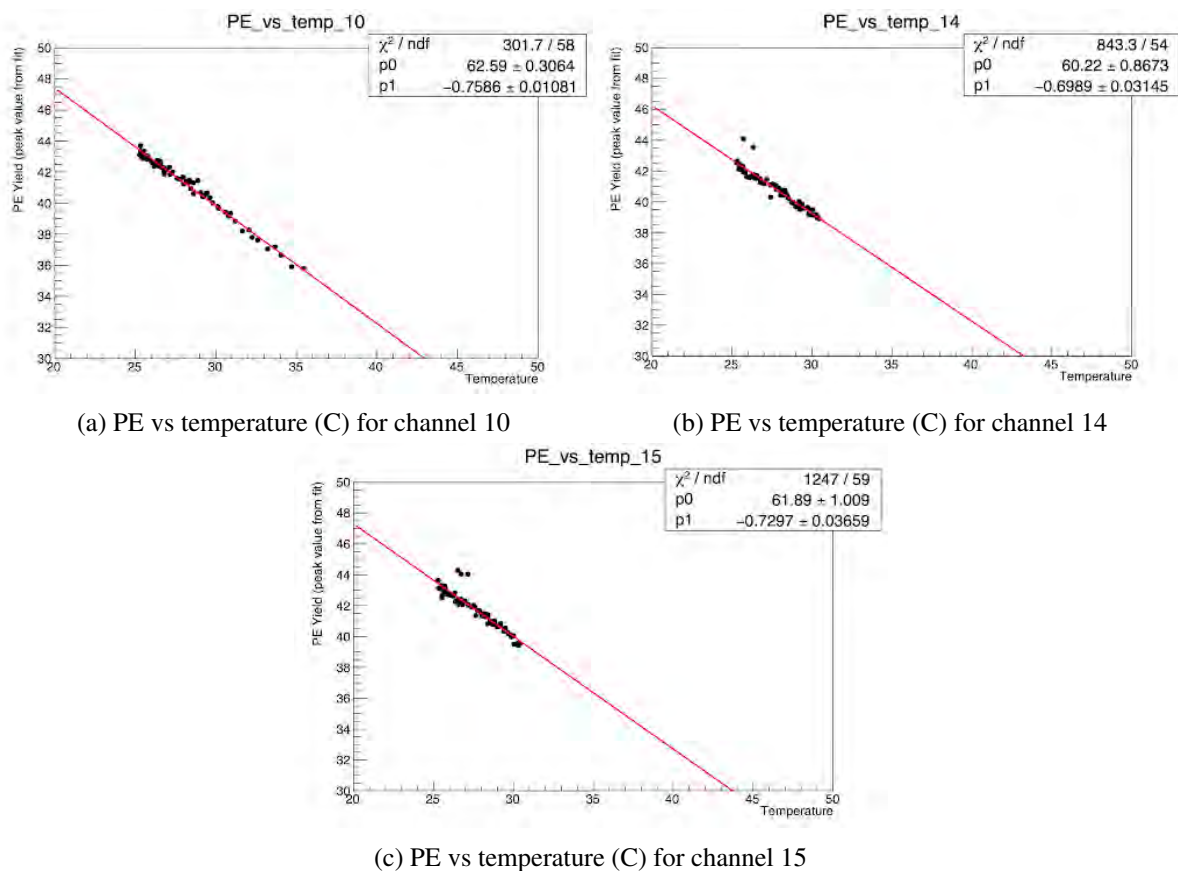 PE_vs_temp_10
χ² / ndf 301.7 / 58
p0 62.59 ± 0.3064
p1 −0.7586 ± 0.01081
PE Yield (peak value from fit)
50
48
46
44
42
40
38
36
34
32
30
20 25 30 35 40 45 50
Temperature
(a) PE vs temperature (C) for channel 10
PE_vs_temp_14
χ² / ndf 843.3 / 54
p0 60.22 ± 0.8673
p1 −0.6989 ± 0.03145
PE Yield (peak value from fit)
50
48
46
44
42
40
38
36
34
32
30
20 25 30 35 40 45 50
Temperature
(b) PE vs temperature (C) for channel 14
PE_vs_temp_15
χ² / ndf 1247 / 59
p0 61.89 ± 1.009
p1 −0.7297 ± 0.03659
PE Yield (peak value from fit)
50
48
46
44
42
40
38
36
34
32
30
20 25 30 35 40 45 50
Temperature
(c) PE vs temperature (C) for channel 15